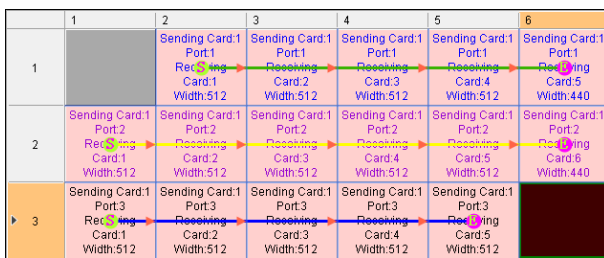 1
2
3
4
5
6
1
Sending Card:1
Port:1
Receiving
S
Card:1
Width:512
Sending Card:1
Port:1
Receiving
Card:2
Width:512
Sending Card:1
Port:1
Receiving
Card:3
Width:512
Sending Card:1
Port:1
Receiving
Card:4
Width:512
Sending Card:1
Port:1
Receiving
E
Card:5
Width:440
2
Sending Card:1
Port:2
Receiving
S
Card:1
Width:512
Sending Card:1
Port:2
Receiving
Card:2
Width:512
Sending Card:1
Port:2
Receiving
Card:3
Width:512
Sending Card:1
Port:2
Receiving
Card:4
Width:512
Sending Card:1
Port:2
Receiving
Card:5
Width:512
Sending Card:1
Port:2
Receiving
E
Card:6
Width:440
3
Sending Card:1
Port:3
Receiving
S
Card:1
Width:512
Sending Card:1
Port:3
Receiving
Card:2
Width:512
Sending Card:1
Port:3
Receiving
Card:3
Width:512
Sending Card:1
Port:3
Receiving
Card:4
Width:512
Sending Card:1
Port:3
Receiving
E
Card:5
Width:512